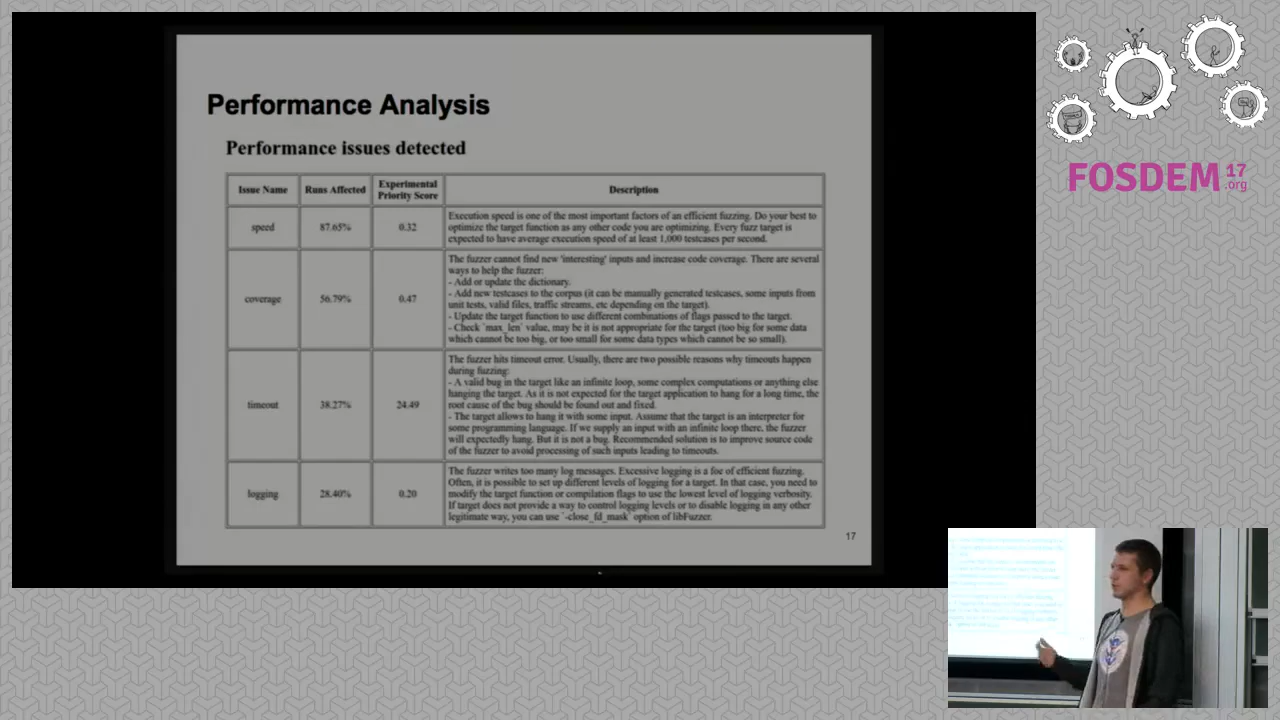 Performance Analysis
Performance issues detected
Issue Name
Runs Affected
Experimental
Priority Score
Description
speed
87.65%
0.32
Execution speed is one of the most important factors of an efficient fuzzing. Do your best to
optimize the target function as any other code you are optimizing. Every fuzz target is
expected to have average execution speed of at least 1,000 testcases per second.
coverage
56.79%
0.47
The fuzzer cannot find new 'interesting' inputs and increase code coverage. There are several
ways to help the fuzzer:
- Add or update the dictionary.
- Add new testcases to the corpus (it can be manually generated testcases, some inputs from
unit tests, valid files, traffic streams, etc depending on the target).
- Update the target function to use different combinations of flags passed to the target.
- Check `max_len` value, may be it is not appropriate for the target (too big for some data
which cannot be too big, or too small for some data types which cannot be so small).
timeout
38.27%
24.49
The fuzzer hits timeout error. Usually, there are two possible reasons why timeouts happen
during fuzzing:
- A valid bug in the target like an infinite loop, some complex computations or anything else
hanging the target. As it is not expected for the target application to hang for a long time, the
root cause of the bug should be found out and fixed.
- The target allows to hang it with some input. Assume that the target is an interpreter for
some programming language. If we supply an input with an infinite loop there, the fuzzer
will expectedly hang. But it is not a bug. Recommended solution is to improve source code
of the fuzzer to avoid processing of such inputs leading to timeouts.
logging
28.40%
0.20
The fuzzer writes too many log messages. Excessive logging is a foe of efficient fuzzing.
Often, it is possible to set up different levels of logging for a target. In that case, you need to
modify the target function or compilation flags to use the lowest level of logging verbosity.
If target does not provide a way to control logging levels or to disable logging in any other
legitimate way, you can use `-close_fd_mask` option of libFuzzer.
17
FOSDEM 17
.org